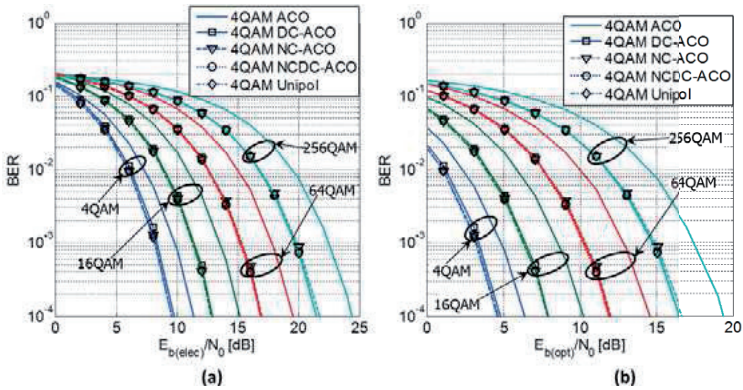 10^0
10^-1
10^-2
10^-3
10^-4
BER
0
5
10
15
20
25
E_b(elec)/N_0 [dB]
4QAM ACO
4QAM DC-ACO
4QAM NC-ACO
4QAM NCDC-ACO
4QAM Unipol
256QAM
4QAM
16QAM
64QAM
(a)
10^0
10^-1
10^-2
10^-3
10^-4
BER
0
5
10
15
20
E_b(opt)/N_0 [dB]
4QAM ACO
4QAM DC-ACO
4QAM NC-ACO
4QAM NCDC-ACO
4QAM Unipol
256QAM
64QAM
4QAM
16QAM
(b)